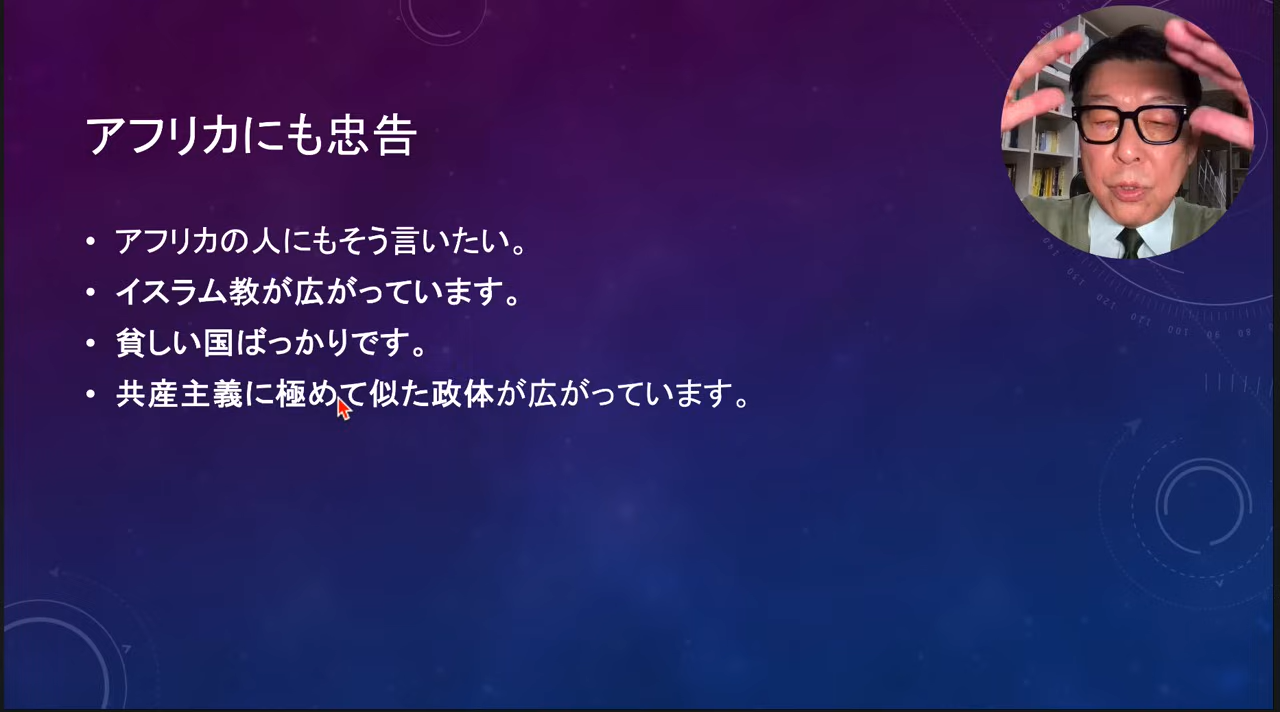 アフリカにも忠告
• アフリカの人にもそう言いたい。
• イスラム教が広がっています。
• 貧しい国ばっかりです。
• 共産主義に極めて似た政体が広がっています。